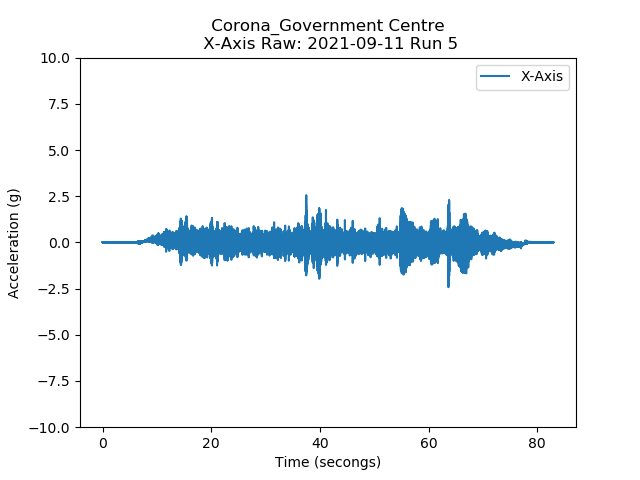 Corona_Government Centre
X-Axis Raw: 2021-09-11 Run 5
X-Axis
Acceleration (g)
10.0
7.5
5.0
2.5
0.0
−2.5
−5.0
−7.5
−10.0
0 20 40 60 80
Time (secongs)